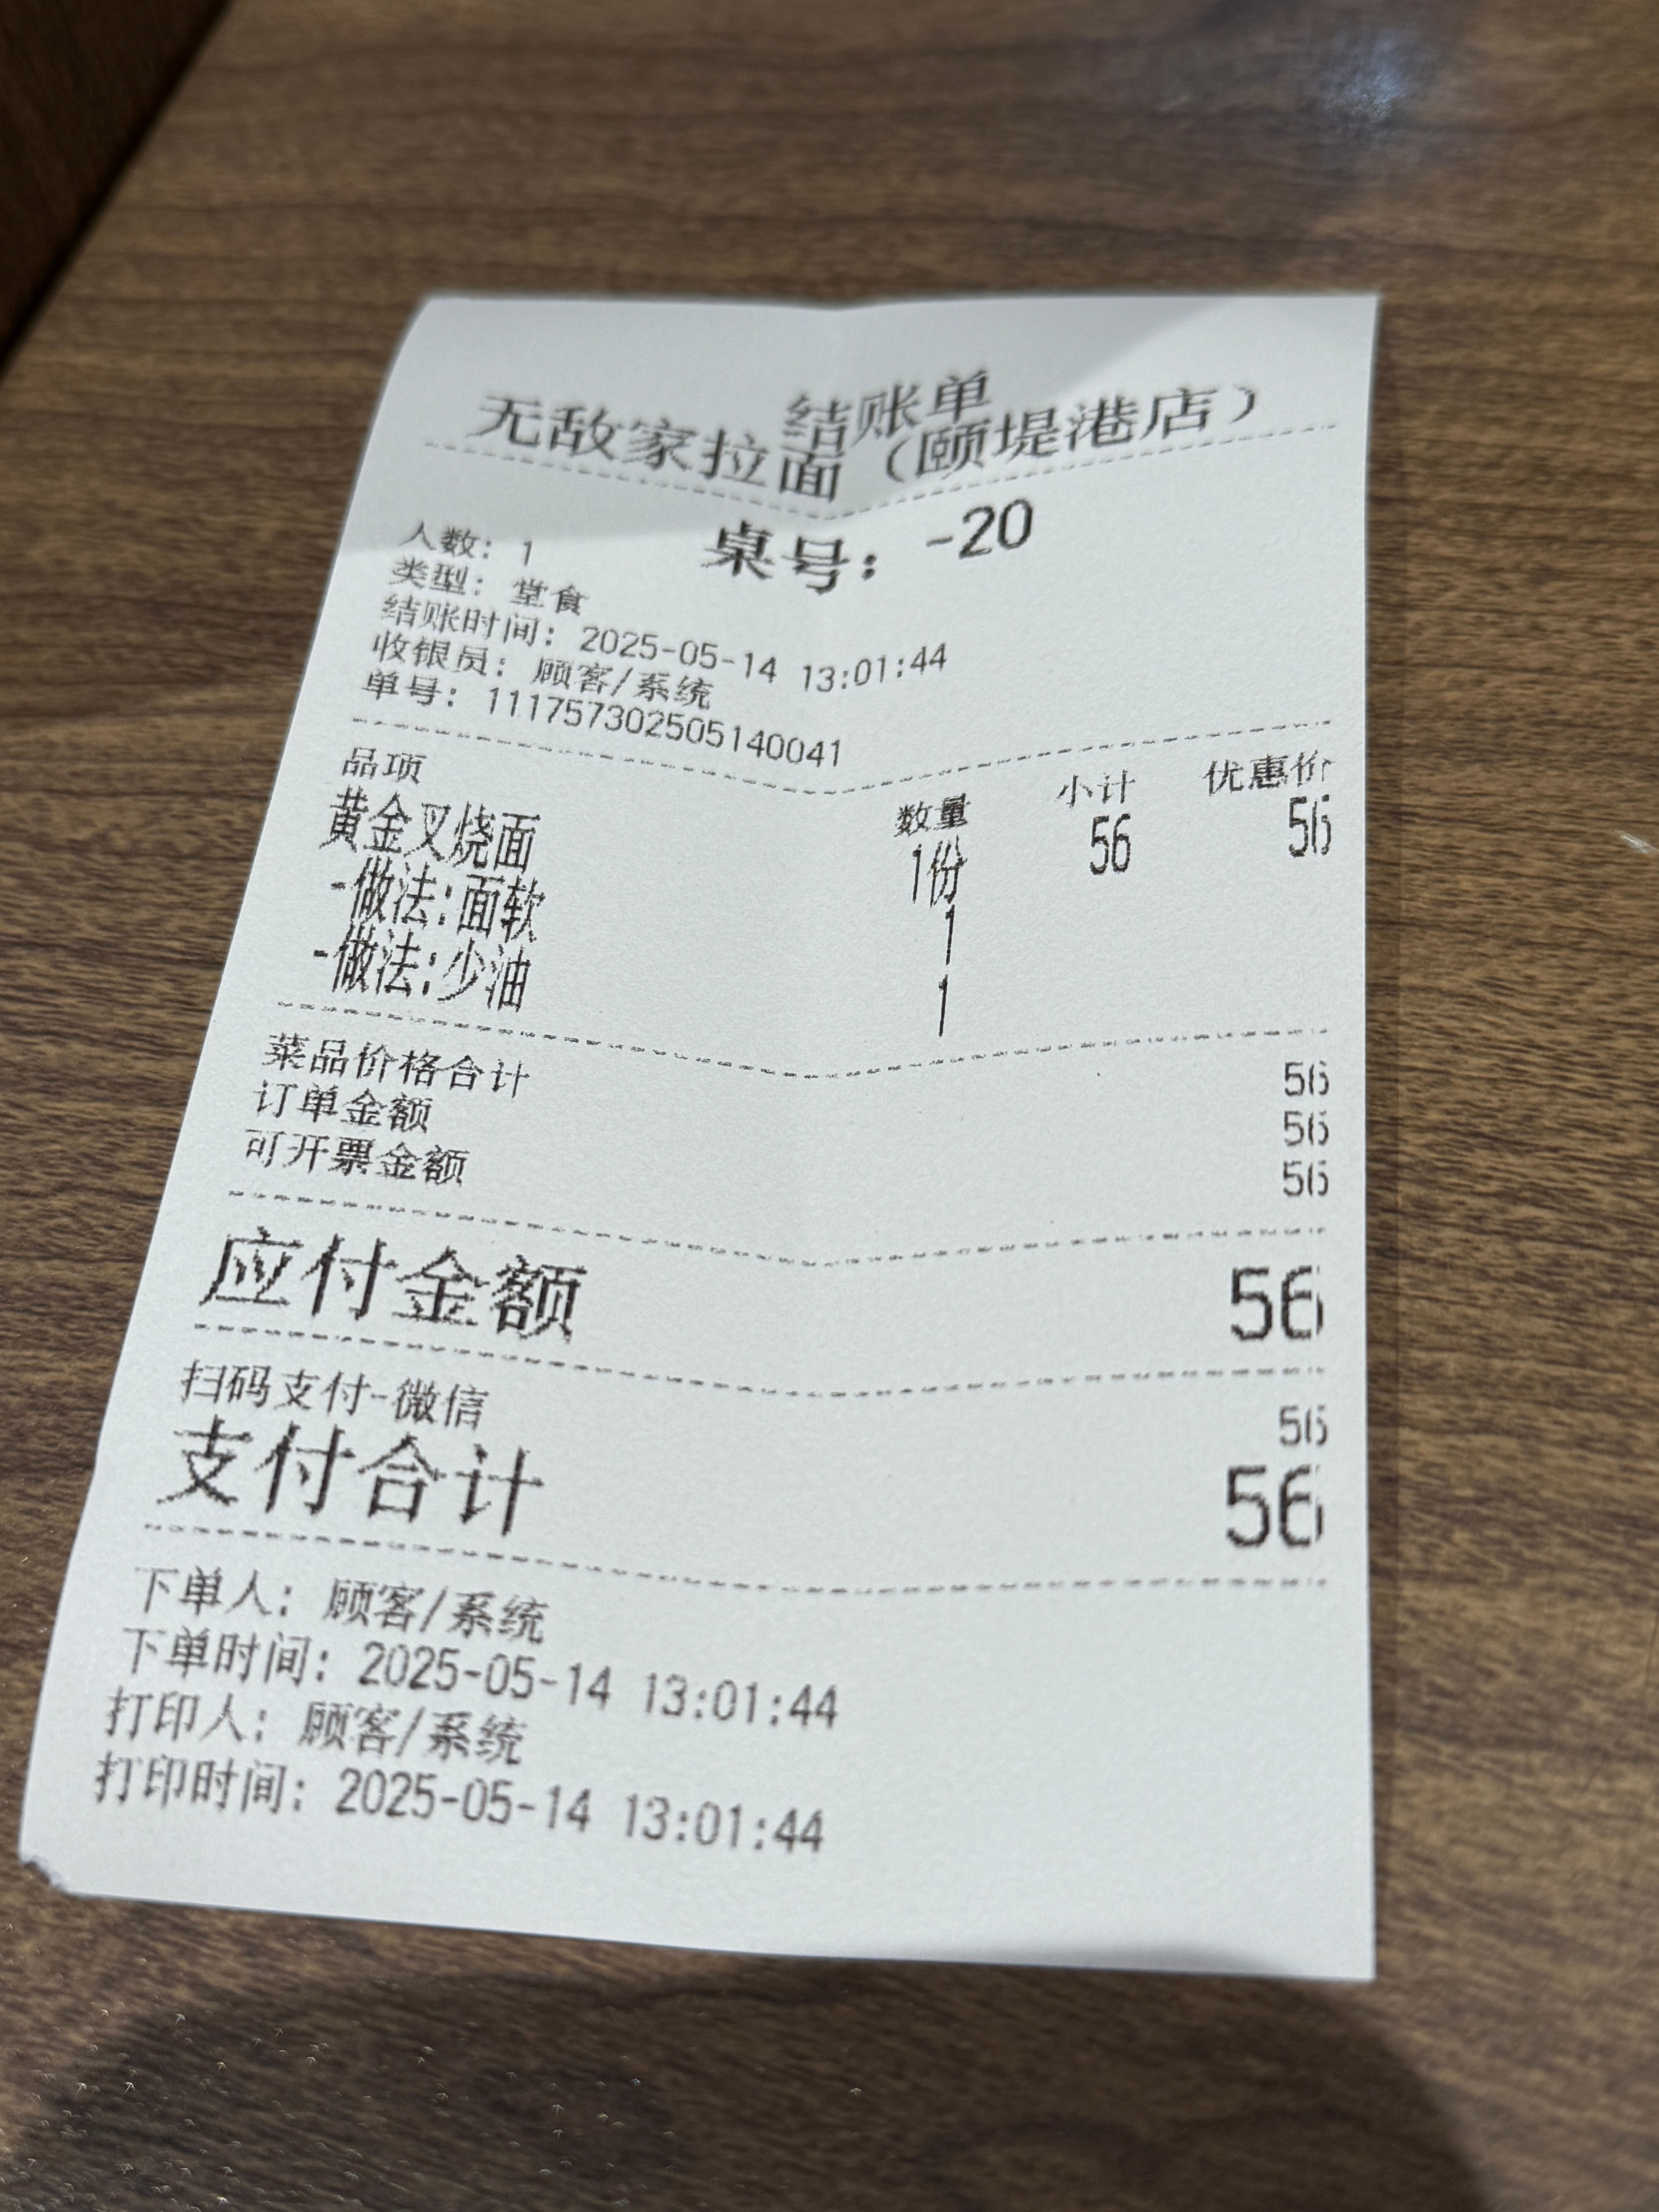 结账单
无敌家拉面（颐堤港店）
桌号：-20
人数：1
类型：堂食
结账时间：2025-05-14 13:01:44
收银员：顾客/系统
单号：111757302505140041
品项 数量 小计 优惠价
黄金叉烧面 1份 56 56
-做法：面软 1
-做法：少油 1
菜品价格合计 56
订单金额 56
可开票金额 56
应付金额 56
扫码支付-微信 56
支付合计 56
下单人：顾客/系统
下单时间：2025-05-14 13:01:44
打印人：顾客/系统
打印时间：2025-05-14 13:01:44